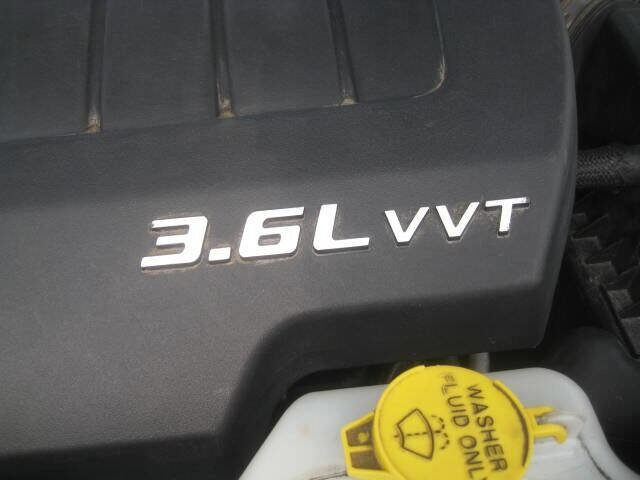 3.6L VVT
WASHER
FLUID ONLY